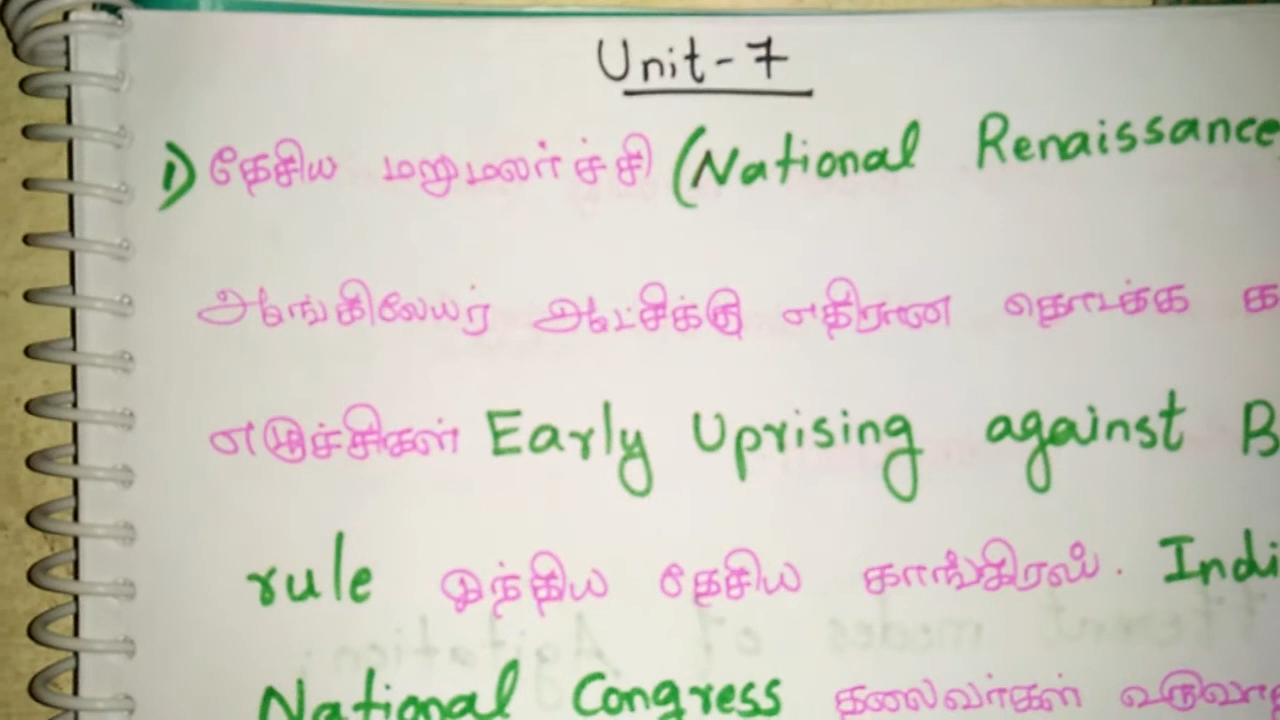 Unit-7
1) தேசிய மறுமலர்ச்சி (National Renaissance
ஆங்கிலேயர் ஆட்சிக்கு எதிரான தொடக்க க
எழுச்சிகள் Early Uprising against B
rule இந்திய தேசிய காங்கிரஸ். Indi
National Congress தலைவர்கள்